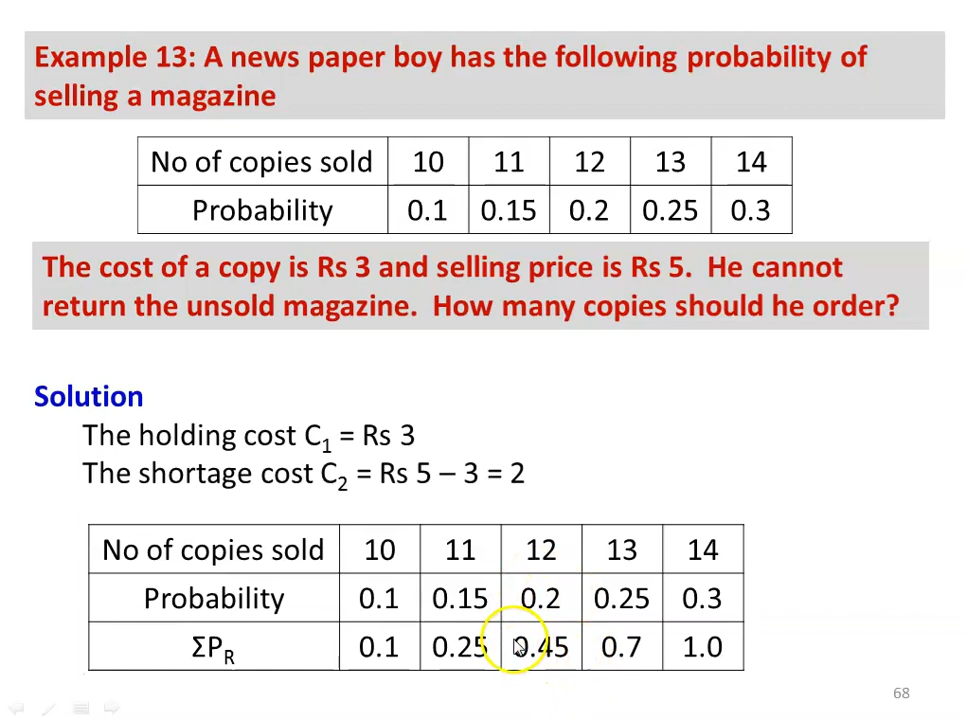 Example 13: A news paper boy has the following probability of
selling a magazine
No of copies sold 10 11 12 13 14
Probability 0.1 0.15 0.2 0.25 0.3
The cost of a copy is Rs 3 and selling price is Rs 5. He cannot
return the unsold magazine. How many copies should he order?
Solution
The holding cost C₁ = Rs 3
The shortage cost C₂ = Rs 5 – 3 = 2
No of copies sold 10 11 12 13 14
Probability 0.1 0.15 0.2 0.25 0.3
ΣP_R 0.1 0.25 0.45 0.7 1.0
68